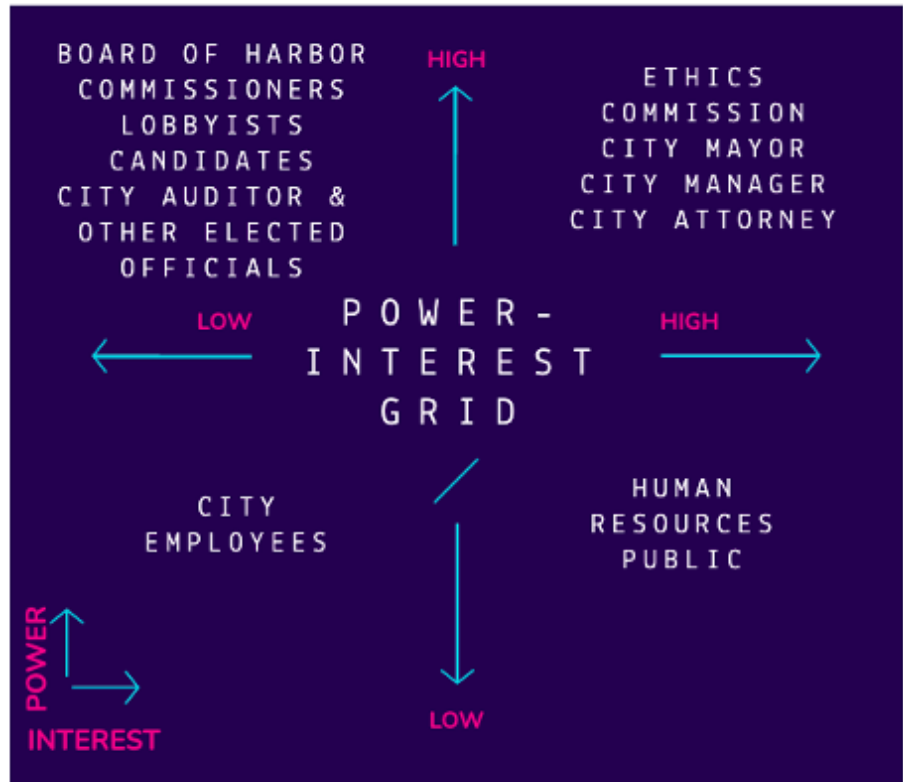 BOARD OF HARBOR
COMMISSIONERS
LOBBYISTS
CANDIDATES
CITY AUDITOR &
OTHER ELECTED
OFFICIALS
HIGH
ETHICS
COMMISSION
CITY MAYOR
CITY MANAGER
CITY ATTORNEY
LOW
POWER-
INTEREST
GRID
HIGH
CITY
EMPLOYEES
HUMAN
RESOURCES
PUBLIC
POWER
INTEREST
LOW